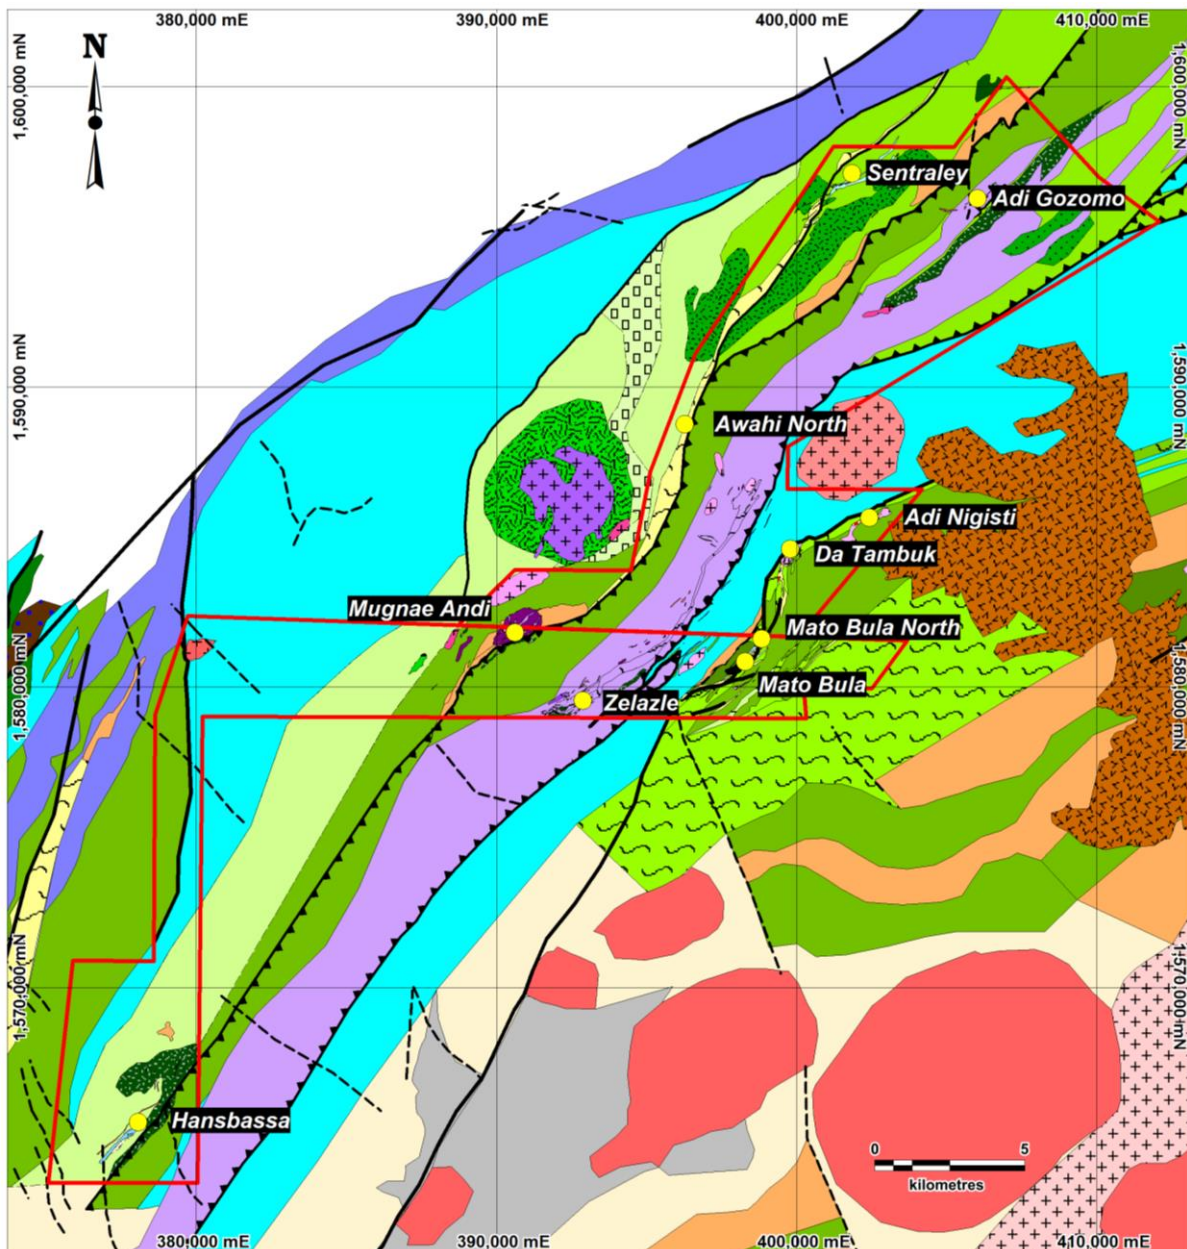 380,000 mE
390,000 mE
400,000 mE
410,000 mE
N
1,600,000 mN
1,600,000 mN
Sentraley
Adi Gozomo
1,590,000 mN
1,590,000 mN
Awahi North
Adi Nigisti
Da Tambuk
Mugnae Andi
Mato Bula North
Mato Bula
Zelazle
1,580,000 mN
1,580,000 mN
1,570,000 mN
1,570,000 mN
Hansbassa
0 5
kilometres
380,000 mE
390,000 mE
400,000 mE
410,000 mE